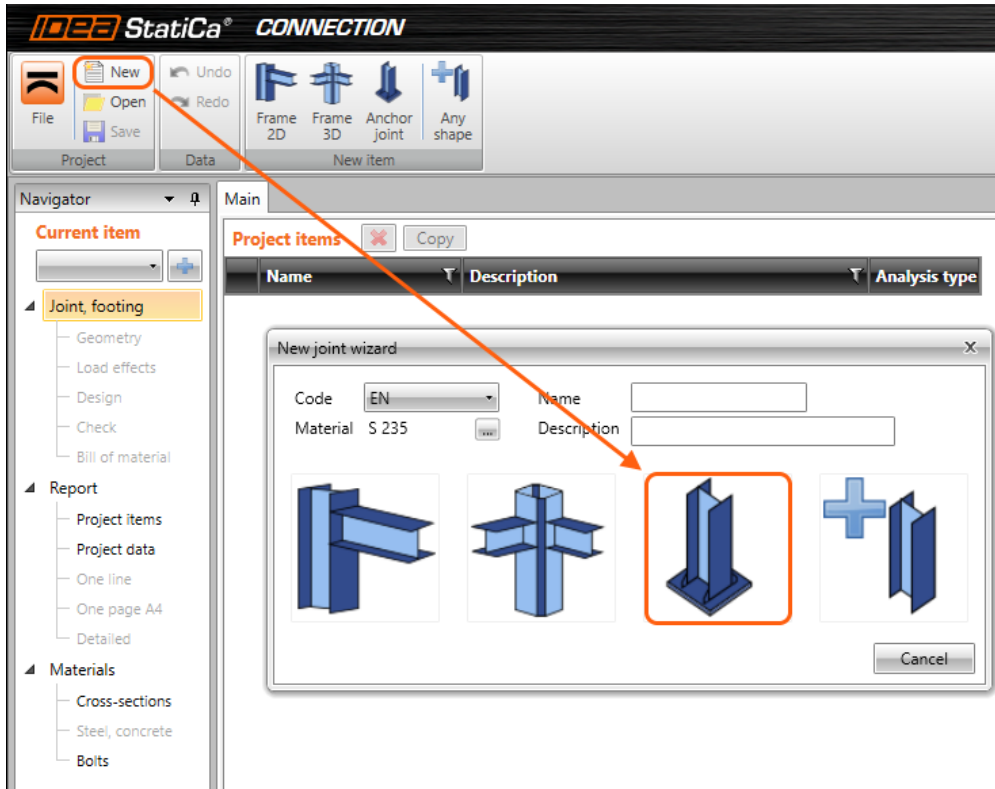 IDEA StatiCa® CONNECTION
New
Open
Save
File
Project
Undo
Redo
Data
Frame 2D
Frame 3D
Anchor joint
Any shape
New item
Navigator
Current item
Joint, footing
Geometry
Load effects
Design
Check
Bill of material
Report
Project items
Project data
One line
One page A4
Detailed
Materials
Cross-sections
Steel, concrete
Bolts
Main
Project items
Copy
Name
Description
Analysis type
New joint wizard
X
Code
EN
Name
Material
S 235
...
Description
Cancel